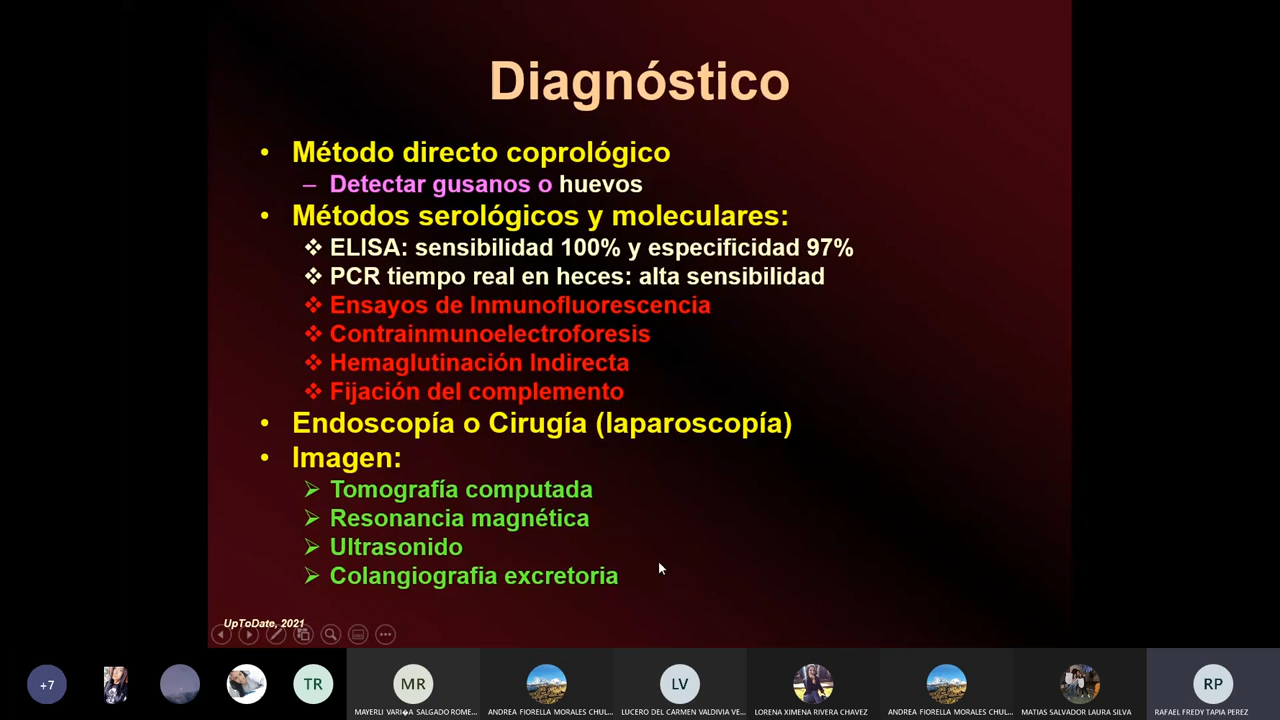 Diagnóstico
• Método directo coprológico
– Detectar gusanos o huevos
• Métodos serológicos y moleculares:
❖ ELISA: sensibilidad 100% y especificidad 97%
❖ PCR tiempo real en heces: alta sensibilidad
❖ Ensayos de Inmunofluorescencia
❖ Contrainmunoelectroforesis
❖ Hemaglutinación Indirecta
❖ Fijación del complemento
• Endoscopía o Cirugía (laparoscopía)
• Imagen:
➢ Tomografía computada
➢ Resonancia magnética
➢ Ultrasonido
➢ Colangiografia excretoria
UpToDate, 2021
+7
TR
MR
LV
RP
MAYERLI VARI�A SALGADO ROME...
ANDREA FIORELLA MORALES CHUL...
LUCERO DEL CARMEN VALDIVIA VE...
LORENA XIMENA RIVERA CHAVEZ
ANDREA FIORELLA MORALES CHUL...
MATIAS SALVADOR LAURA SILVA
RAFAEL FREDY TAPIA PEREZ